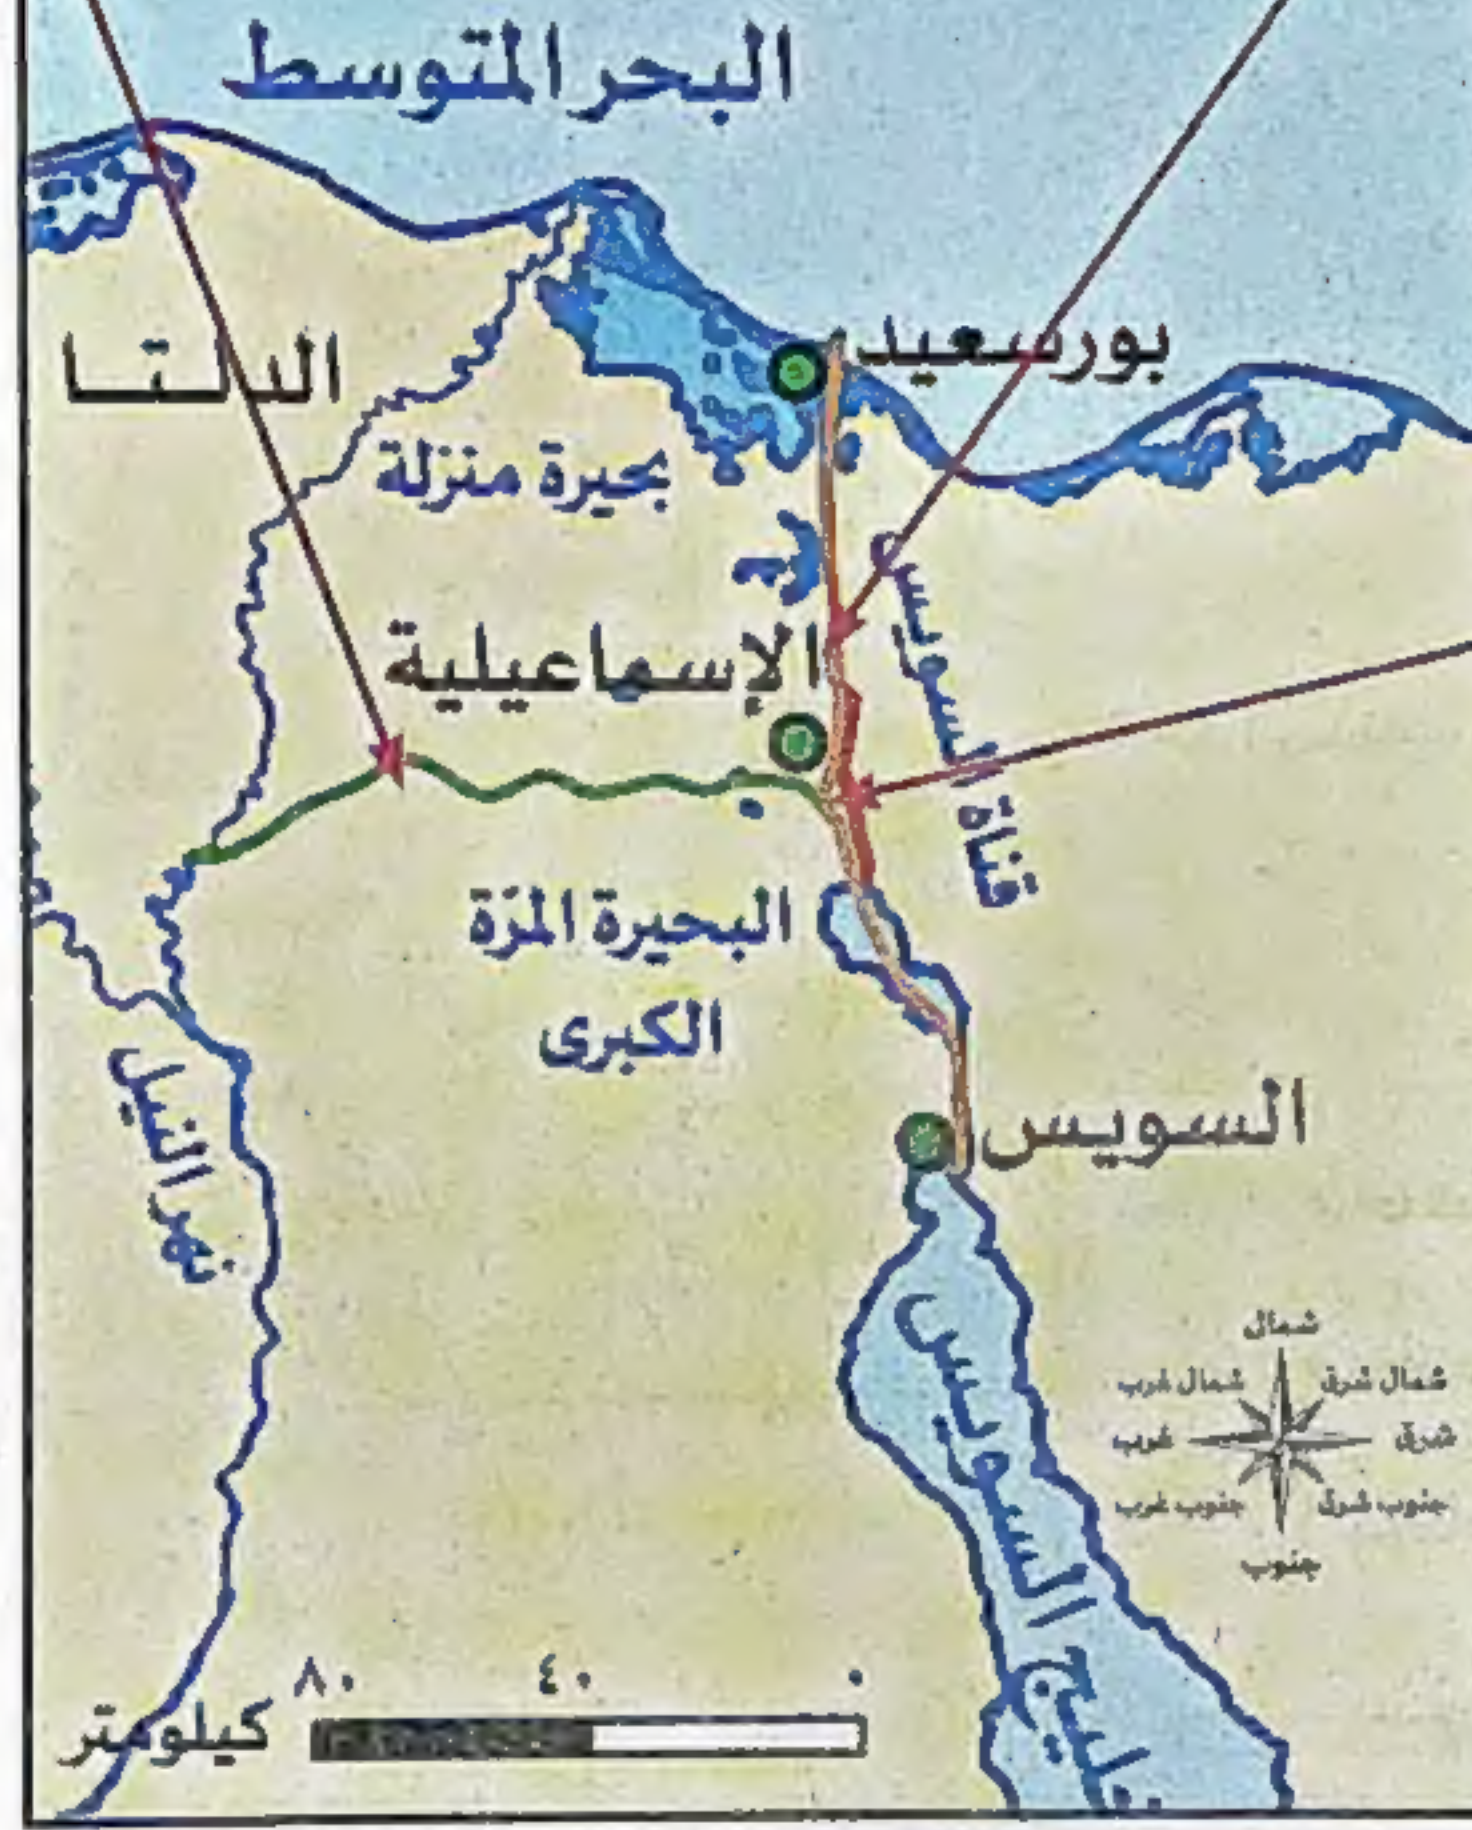 البحر المتوسط
بورسعيد
الدلتا
بحيرة منزلة
قناة السويس
الإسماعيلية
البحيرة المرّة
الكبرى
نهر النيل
السويس
خليج السويس
شمال
شمال غرب
شمال شرق
غرب
شرق
جنوب غرب
جنوب شرق
جنوب
٨٠ ٤٠ ٠
كيلومتر